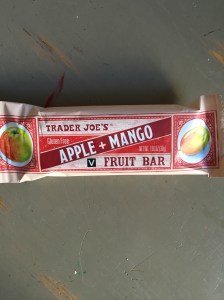 TRADER JOE'S
Gluten Free
APPLE + MANGO
V FRUIT BAR